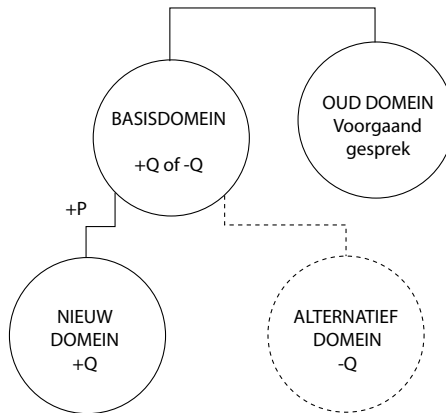 BASISDOMEIN
+Q of -Q
OUD DOMEIN
Voorgaand
gesprek
+P
NIEUW
DOMEIN
+Q
ALTERNATIEF
DOMEIN
-Q